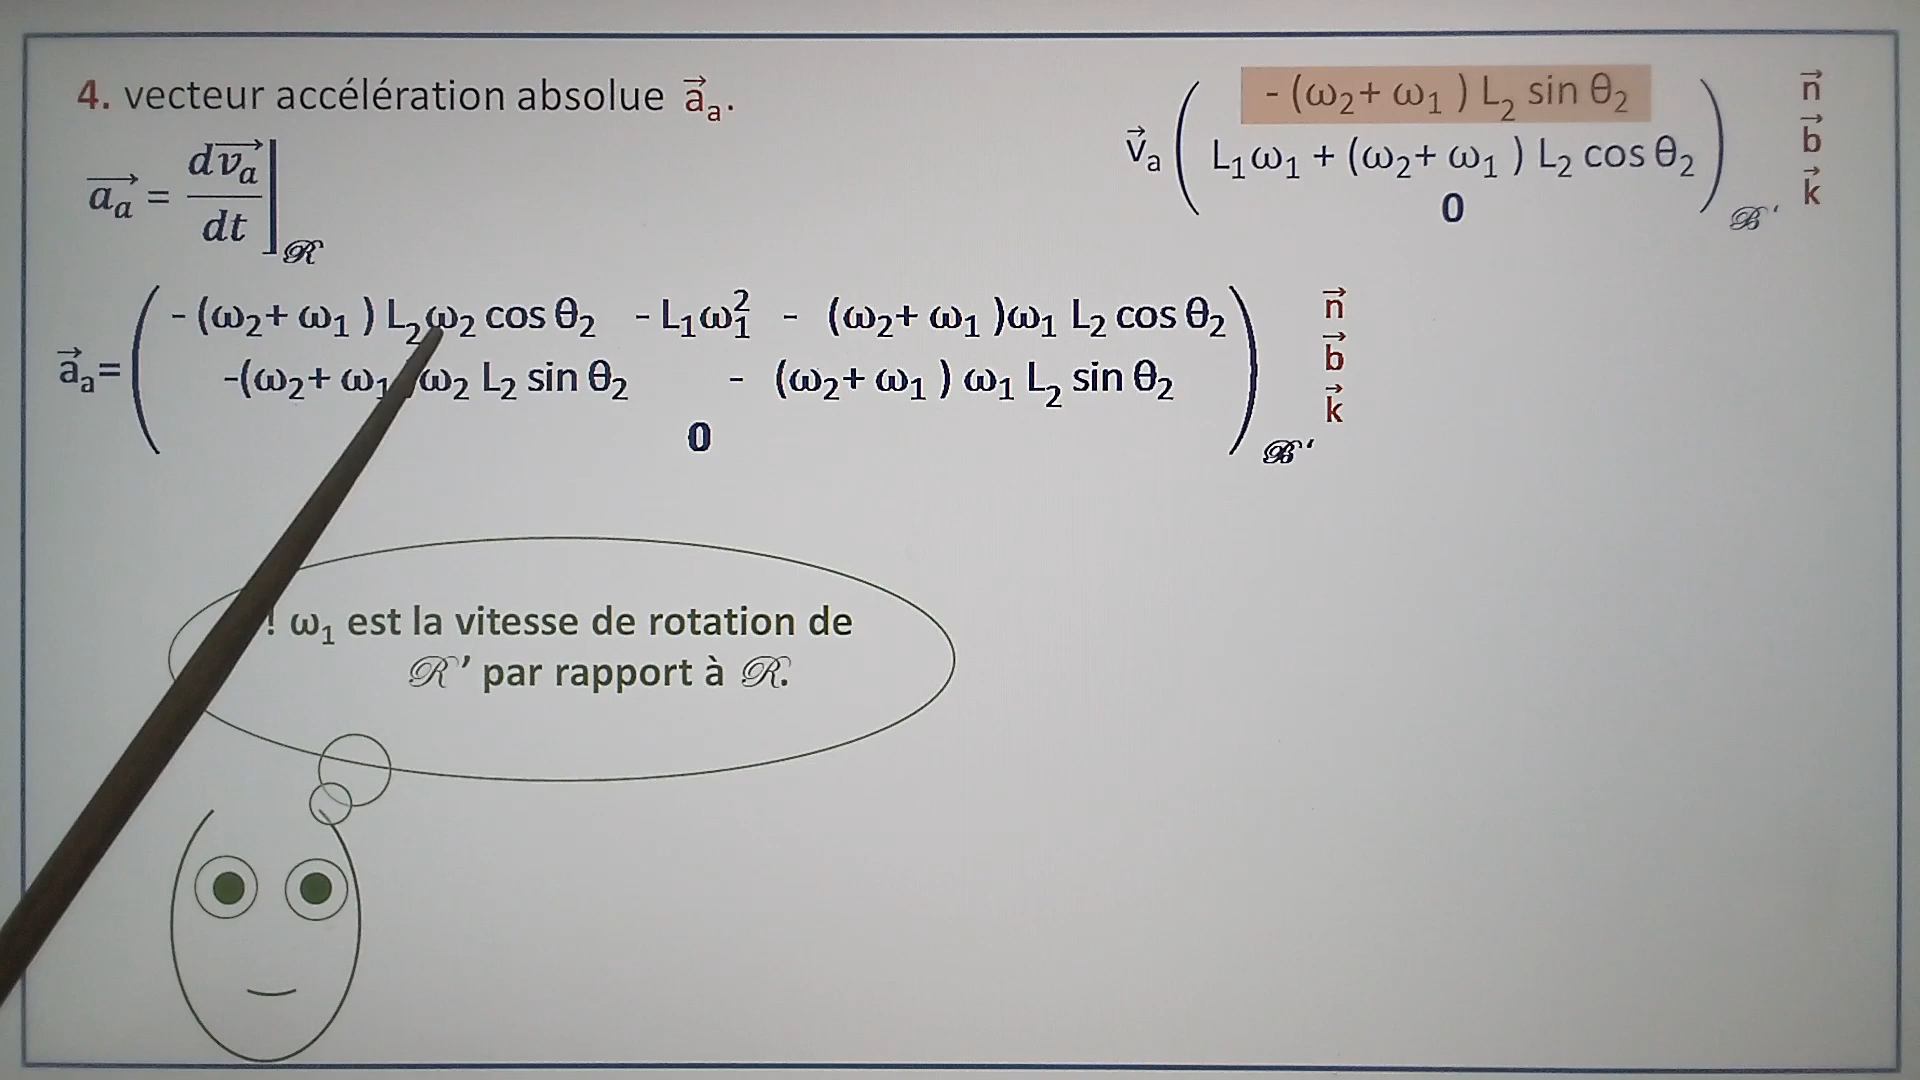 4. vecteur accélération absolue a⃗ₐ.
a⃗ₐ = dv⃗ₐ/dt]ℛ
v⃗ₐ ( - (ω₂+ ω₁ ) L₂ sin θ₂ n⃗
L₁ω₁ + (ω₂+ ω₁ ) L₂ cos θ₂ b⃗
0 )ℬ' k⃗
a⃗ₐ= ( - (ω₂+ ω₁ ) L₂ω₂ cos θ₂ - L₁ω₁² - (ω₂+ ω₁ )ω₁ L₂ cos θ₂ n⃗
-(ω₂+ ω₁ )ω₂ L₂ sin θ₂ - (ω₂+ ω₁ ) ω₁ L₂ sin θ₂ b⃗
0 )ℬ' k⃗
! ω₁ est la vitesse de rotation de
ℛ' par rapport à ℛ.